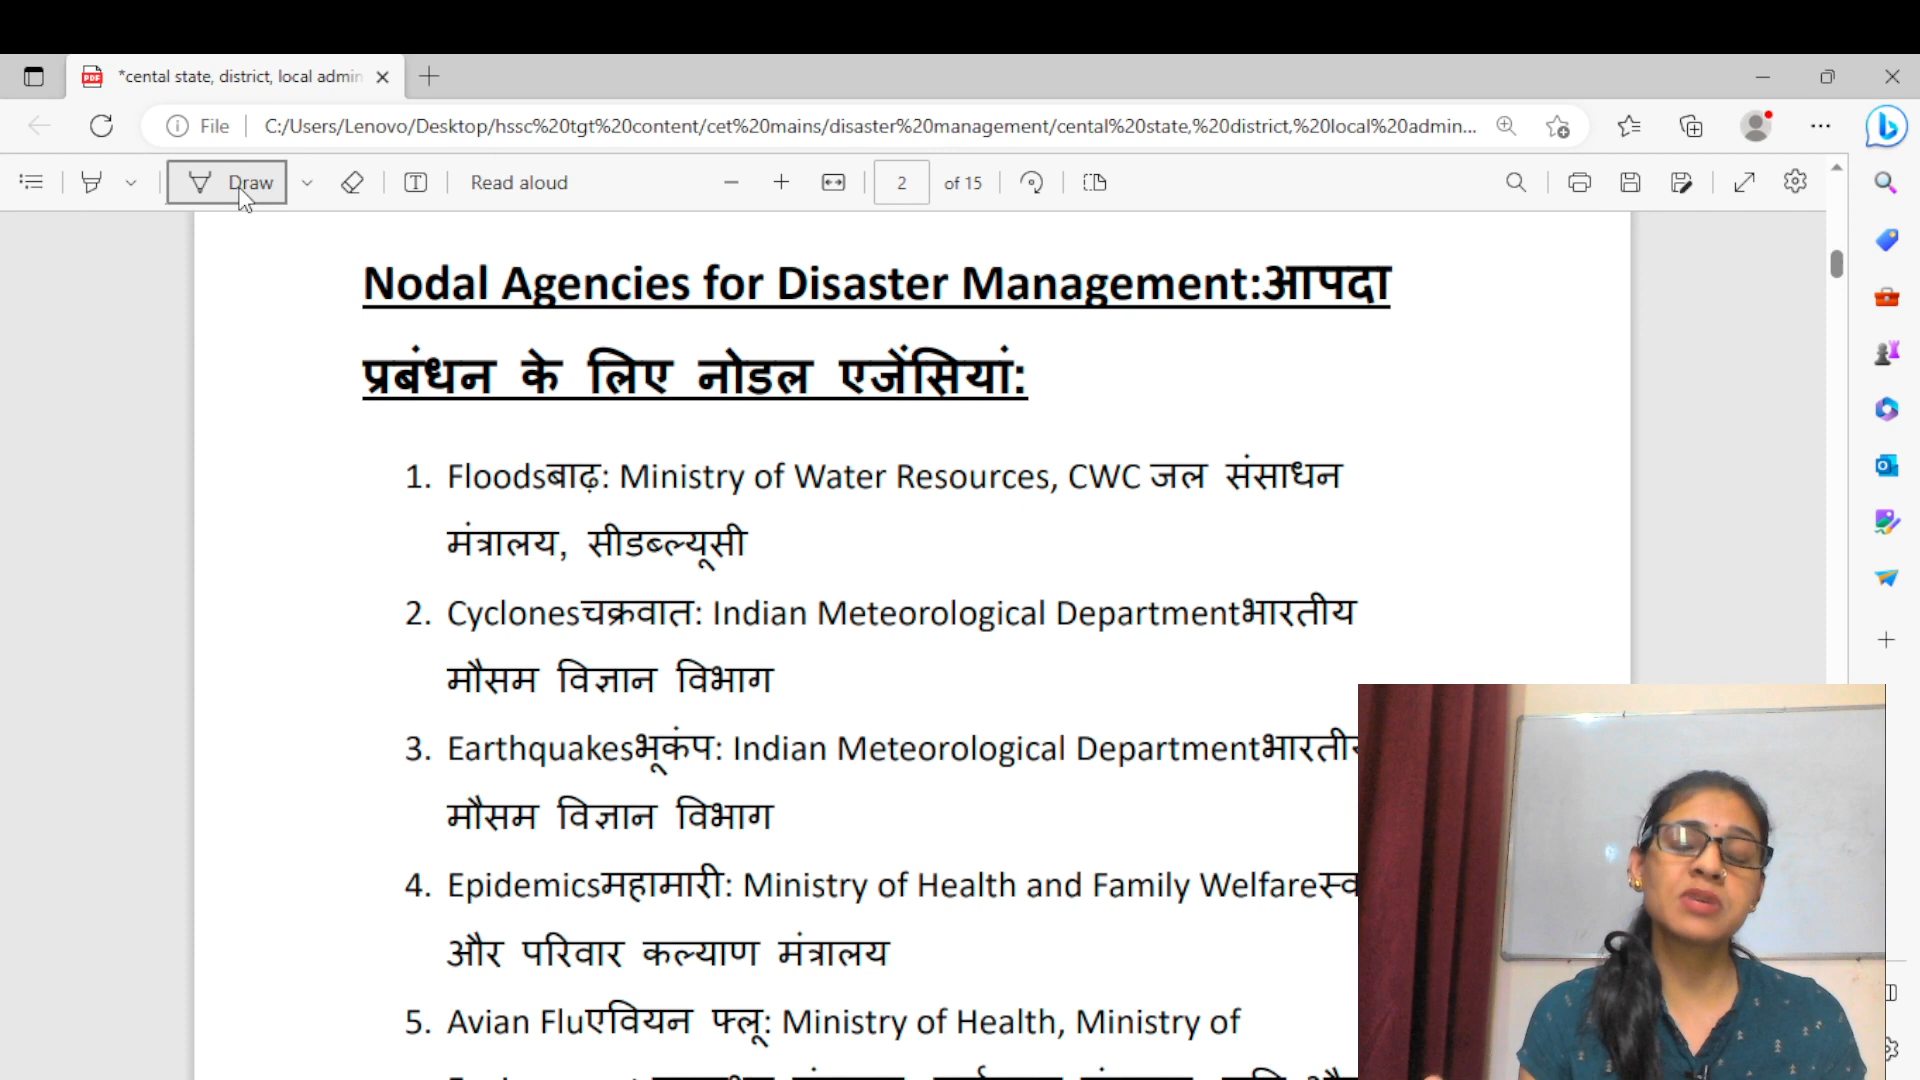 *cental state, district, local admin
File
C:/Users/Lenovo/Desktop/hssc%20tgt%20content/cet%20mains/disaster%20management/cental%20state,%20district,%20local%20admin...
Draw
Read aloud
2 of 15
Nodal Agencies for Disaster Management:आपदा
प्रबंधन के लिए नोडल एजेंसियां:
1. Floodsबाढ़: Ministry of Water Resources, CWC जल संसाधन
मंत्रालय, सीडब्ल्यूसी
2. Cyclonesचक्रवात: Indian Meteorological Departmentभारतीय
मौसम विज्ञान विभाग
3. Earthquakesभूकंप: Indian Meteorological Department
मौसम विज्ञान विभाग
4. Epidemicsमहामारी: Ministry of Health and Family Welfare
और परिवार कल्याण मंत्रालय
5. Avian Fluएवियन फ्लू: Ministry of Health, Ministry of